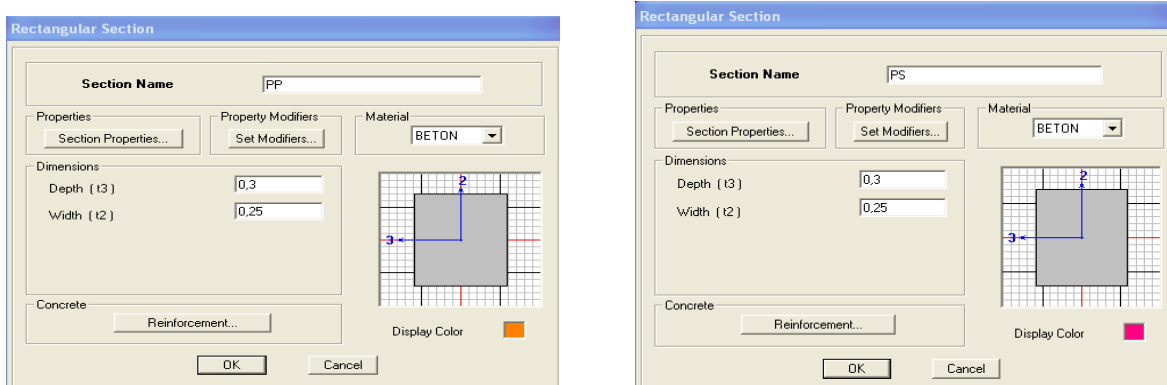 Rectangular Section
Section Name PP
Properties
Section Properties...
Property Modifiers
Set Modifiers...
Material
BETON
Dimensions
Depth ( t3 ) 0,3
Width ( t2 ) 0,25
2
3
Concrete
Reinforcement...
Display Color
OK Cancel
Rectangular Section
Section Name PS
Properties
Section Properties...
Property Modifiers
Set Modifiers...
Material
BETON
Dimensions
Depth ( t3 ) 0,3
Width ( t2 ) 0,25
2
3
Concrete
Reinforcement...
Display Color
OK Cancel